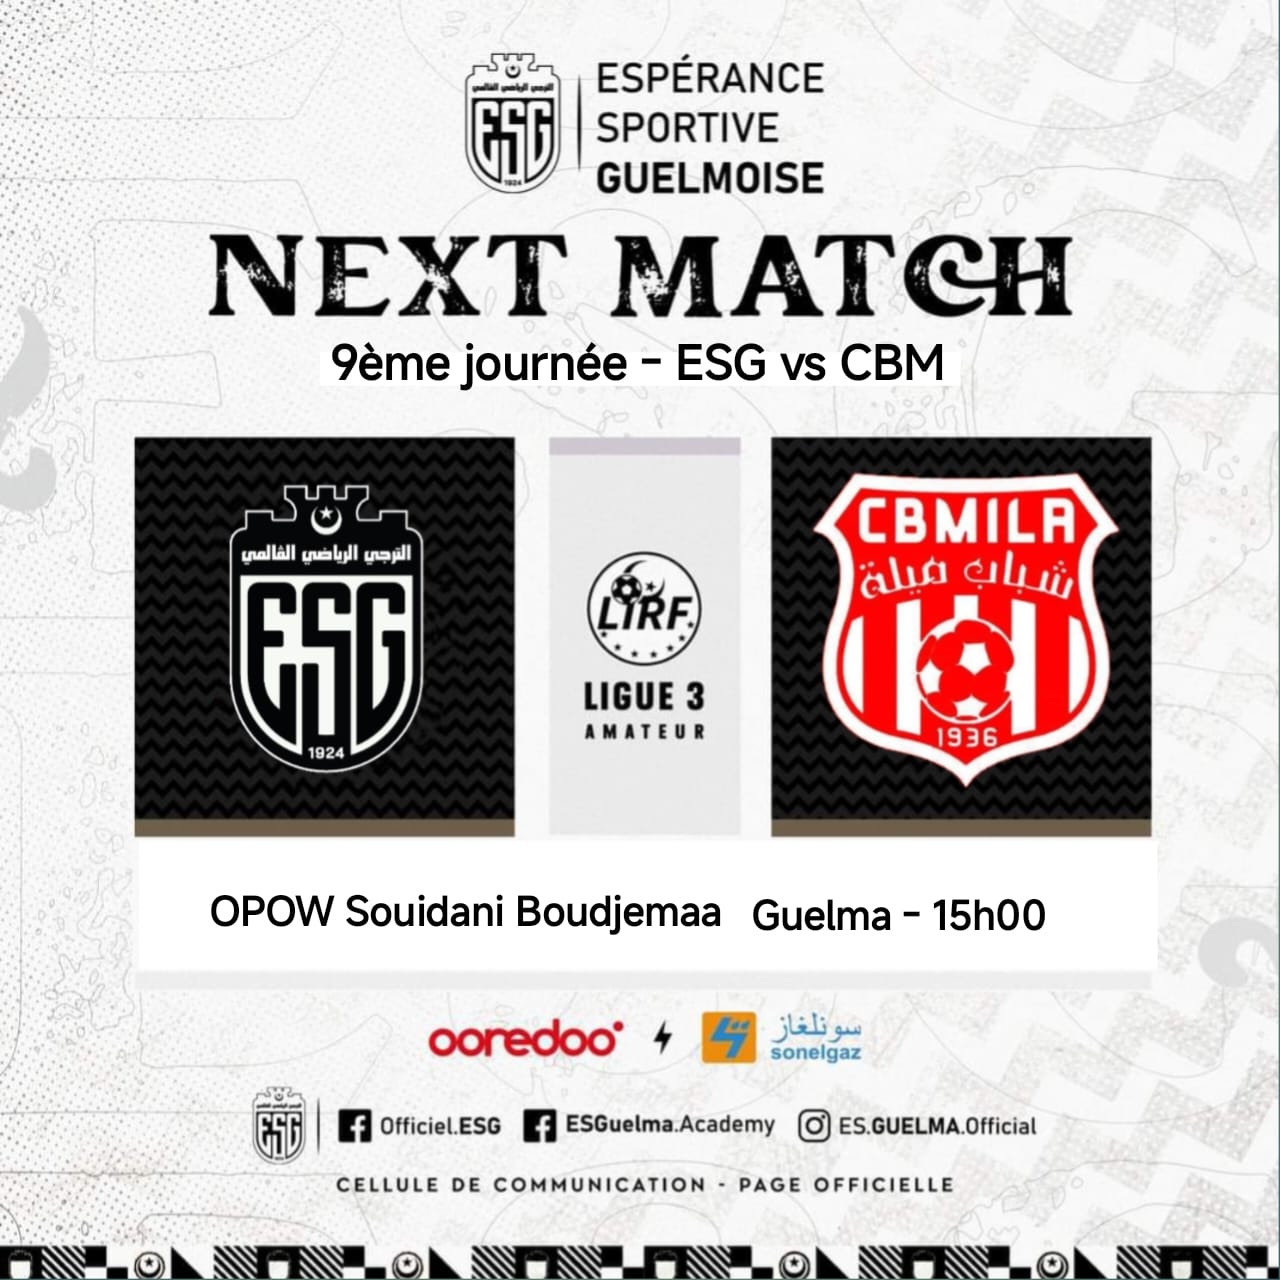 الترجي الرياضي القالمي
ESG
1924
ESPÉRANCE
SPORTIVE
GUELMOISE
NEXT MATCH
9ème journée - ESG vs CBM
الترجي الرياضي القالمي
ESG
1924
LIRF
LIGUE 3
AMATEUR
CBMILA
شباب ميلة
1936
OPOW Souidani Boudjemaa Guelma - 15h00
ooredoo
سونلغاز
sonelgaz
ESG
Officiel.ESG ESGuelma.Academy ES.GUELMA.Official
CELLULE DE COMMUNICATION - PAGE OFFICIELLE